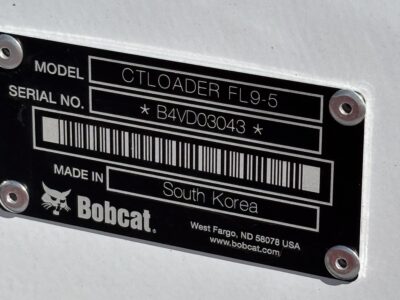 MODEL CTLOADER FL9-5
SERIAL NO. * B4VD03043 *
MADE IN South Korea
Bobcat.
West Fargo, ND 58078 USA
www.bobcat.com